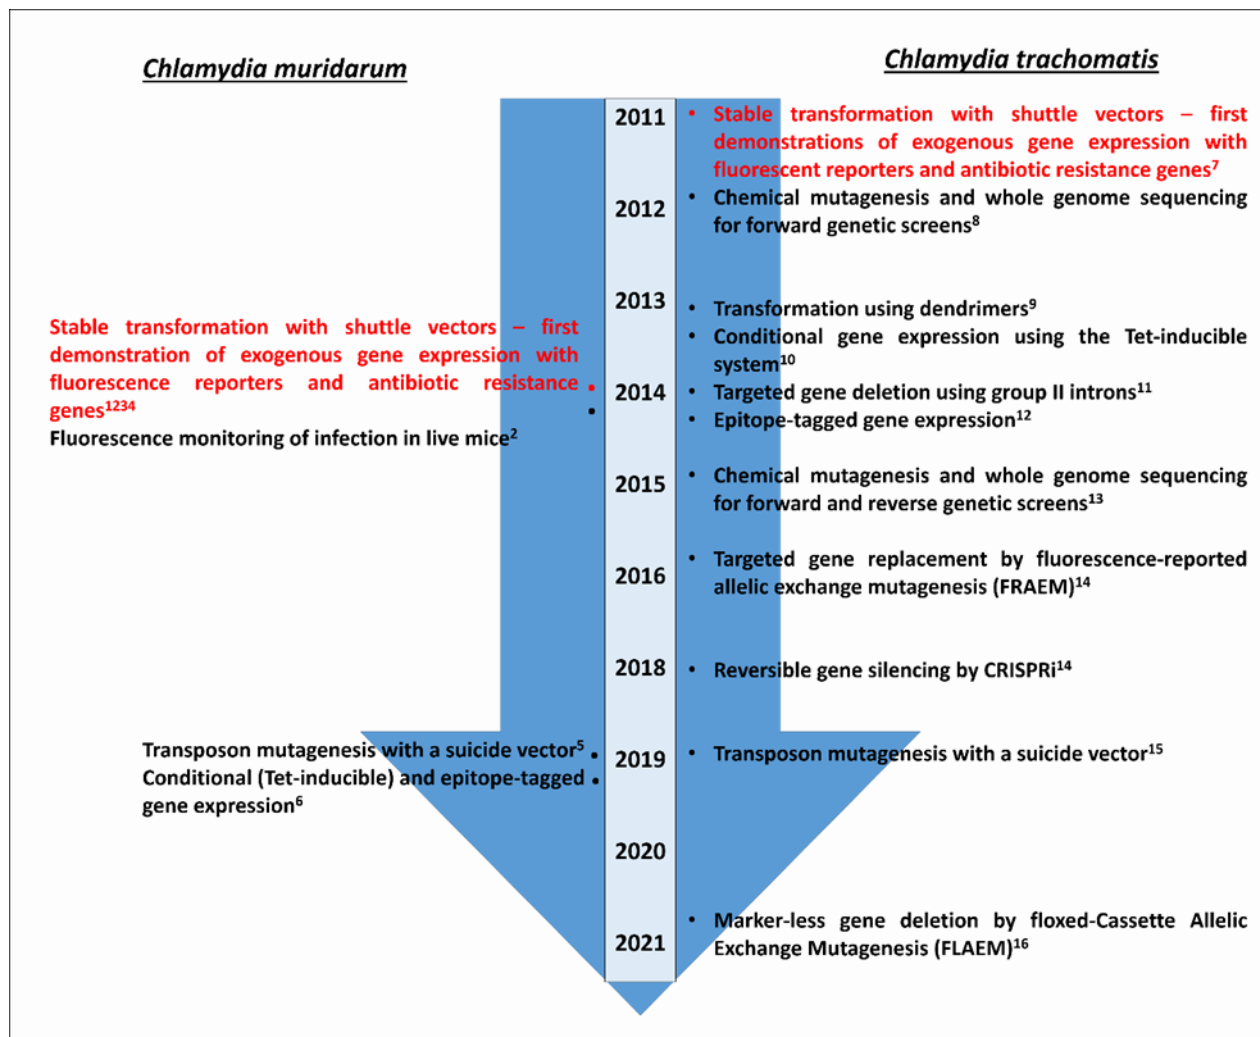 Chlamydia muridarum
Chlamydia trachomatis
2011
• Stable transformation with shuttle vectors – first
demonstrations of exogenous gene expression with
fluorescent reporters and antibiotic resistance genes⁷
2012
• Chemical mutagenesis and whole genome sequencing
for forward genetic screens⁸
2013
• Transformation using dendrimers⁹
• Conditional gene expression using the Tet-inducible
system¹⁰
Stable transformation with shuttle vectors – first
demonstration of exogenous gene expression with
fluorescence reporters and antibiotic resistance
genes¹²³⁴
Fluorescence monitoring of infection in live mice²
2014
• Targeted gene deletion using group II introns¹¹
• Epitope-tagged gene expression¹²
2015
• Chemical mutagenesis and whole genome sequencing
for forward and reverse genetic screens¹³
2016
• Targeted gene replacement by fluorescence-reported
allelic exchange mutagenesis (FRAEM)¹⁴
2018
• Reversible gene silencing by CRISPRi¹⁴
Transposon mutagenesis with a suicide vector⁵
Conditional (Tet-inducible) and epitope-tagged
gene expression⁶
2019
• Transposon mutagenesis with a suicide vector¹⁵
2020
2021
• Marker-less gene deletion by floxed-Cassette Allelic
Exchange Mutagenesis (FLAEM)¹⁶